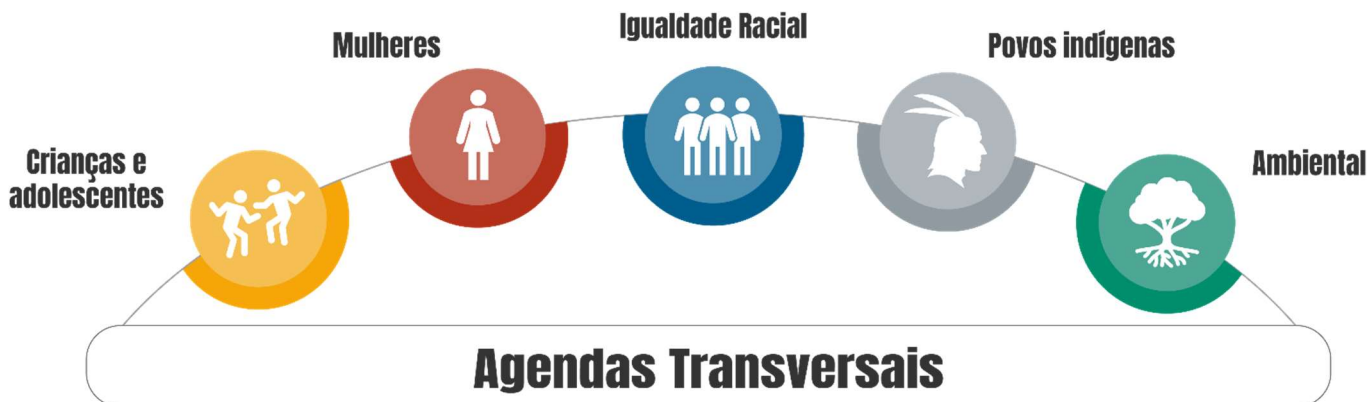 Crianças e
adolescentes
Mulheres
Igualdade Racial
Povos indígenas
Ambiental
Agendas Transversais